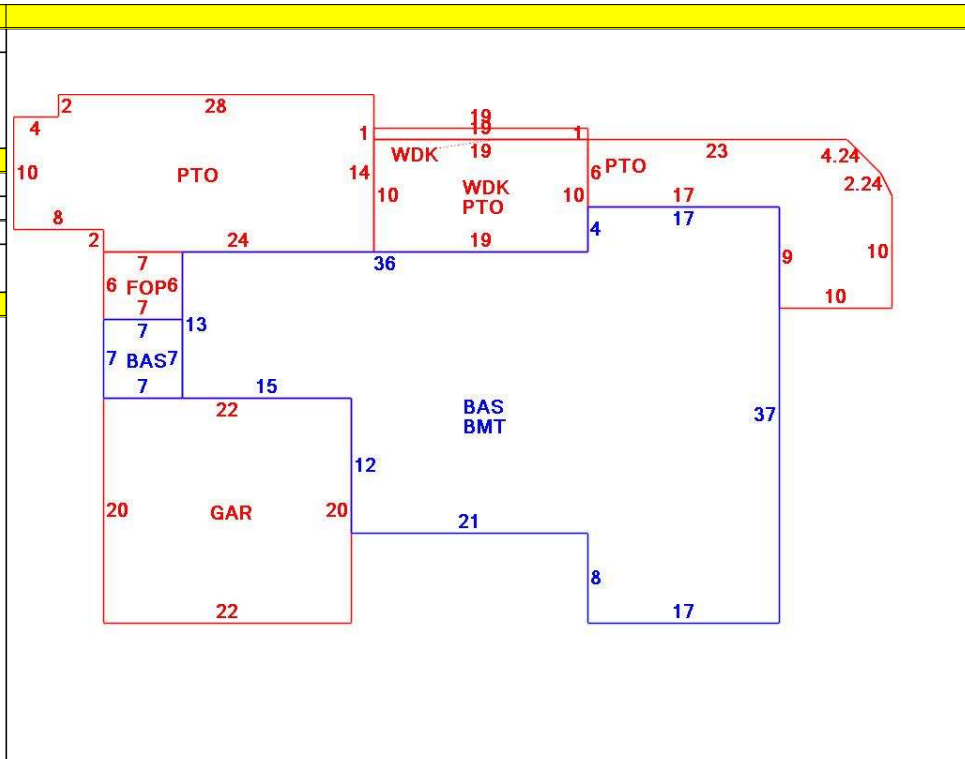 2 28
4
19
19
1 1
WDK 19
23 4.24
10 PTO 14
6 PTO
2.24
10 WDK 10
PTO
17
17
8
4
2 24 19
10
7 36
9
6 FOP 6
7
10
7 13
7 BAS 7
7 15
22
BAS
BMT
37
12
20 GAR 20
21
8
22 17